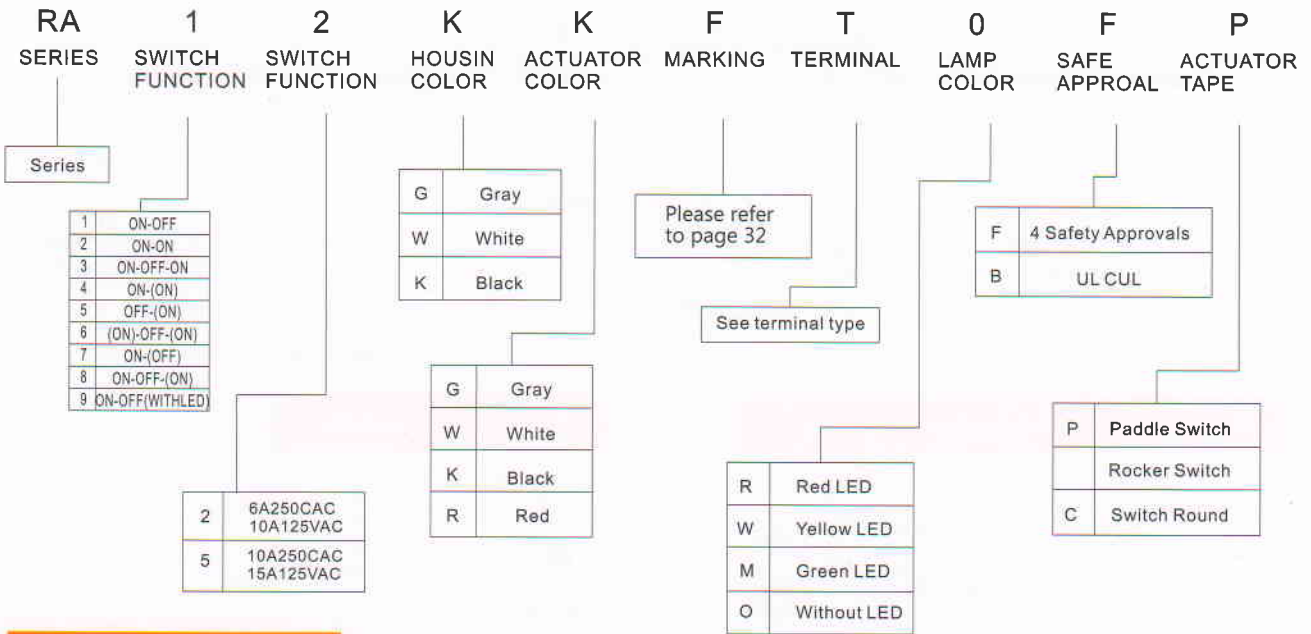 RA 1 2 K K F T 0 F P
SERIES SWITCH FUNCTION SWITCH FUNCTION HOUSIN COLOR ACTUATOR COLOR MARKING TERMINAL LAMP COLOR SAFE APPROAL ACTUATOR TAPE
Series
1 ON-OFF
2 ON-ON
3 ON-OFF-ON
4 ON-(ON)
5 OFF-(ON)
6 (ON)-OFF-(ON)
7 ON-(OFF)
8 ON-OFF-(ON)
9 ON-OFF(WITHLED)
2 6A250CAC
10A125VAC
5 10A250CAC
15A125VAC
G Gray
W White
K Black
G Gray
W White
K Black
R Red
Please refer
to page 32
See terminal type
R Red LED
W Yellow LED
M Green LED
O Without LED
F 4 Safety Approvals
B UL CUL
P Paddle Switch
Rocker Switch
C Switch Round